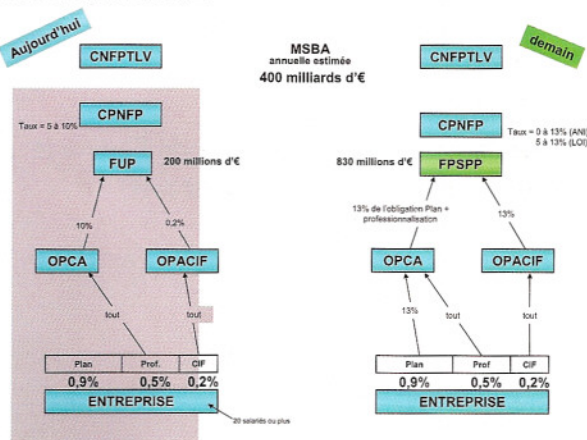 Aujourd'hui
CNFPTLV
MSBA
annuelle estimée
400 milliards d'€
CNFPTLV
demain
CPNFP
Taux = 5 à 10%
CPNFP
Taux = 0 à 13% (ANI)
5 à 13% (LOI)
FUP
200 millions d'€
830 millions d'€
FPSPP
10%
0,2%
13% de l'obligation Plan +
professionnalisation
13%
OPCA
OPACIF
OPCA
OPACIF
tout
tout
13%
tout
tout
Plan
Prof.
CIF
0,9%
0,5%
0,2%
ENTREPRISE
20 salariés ou plus
Plan
Prof
CIF
0,9%
0,5%
0,2%
ENTREPRISE